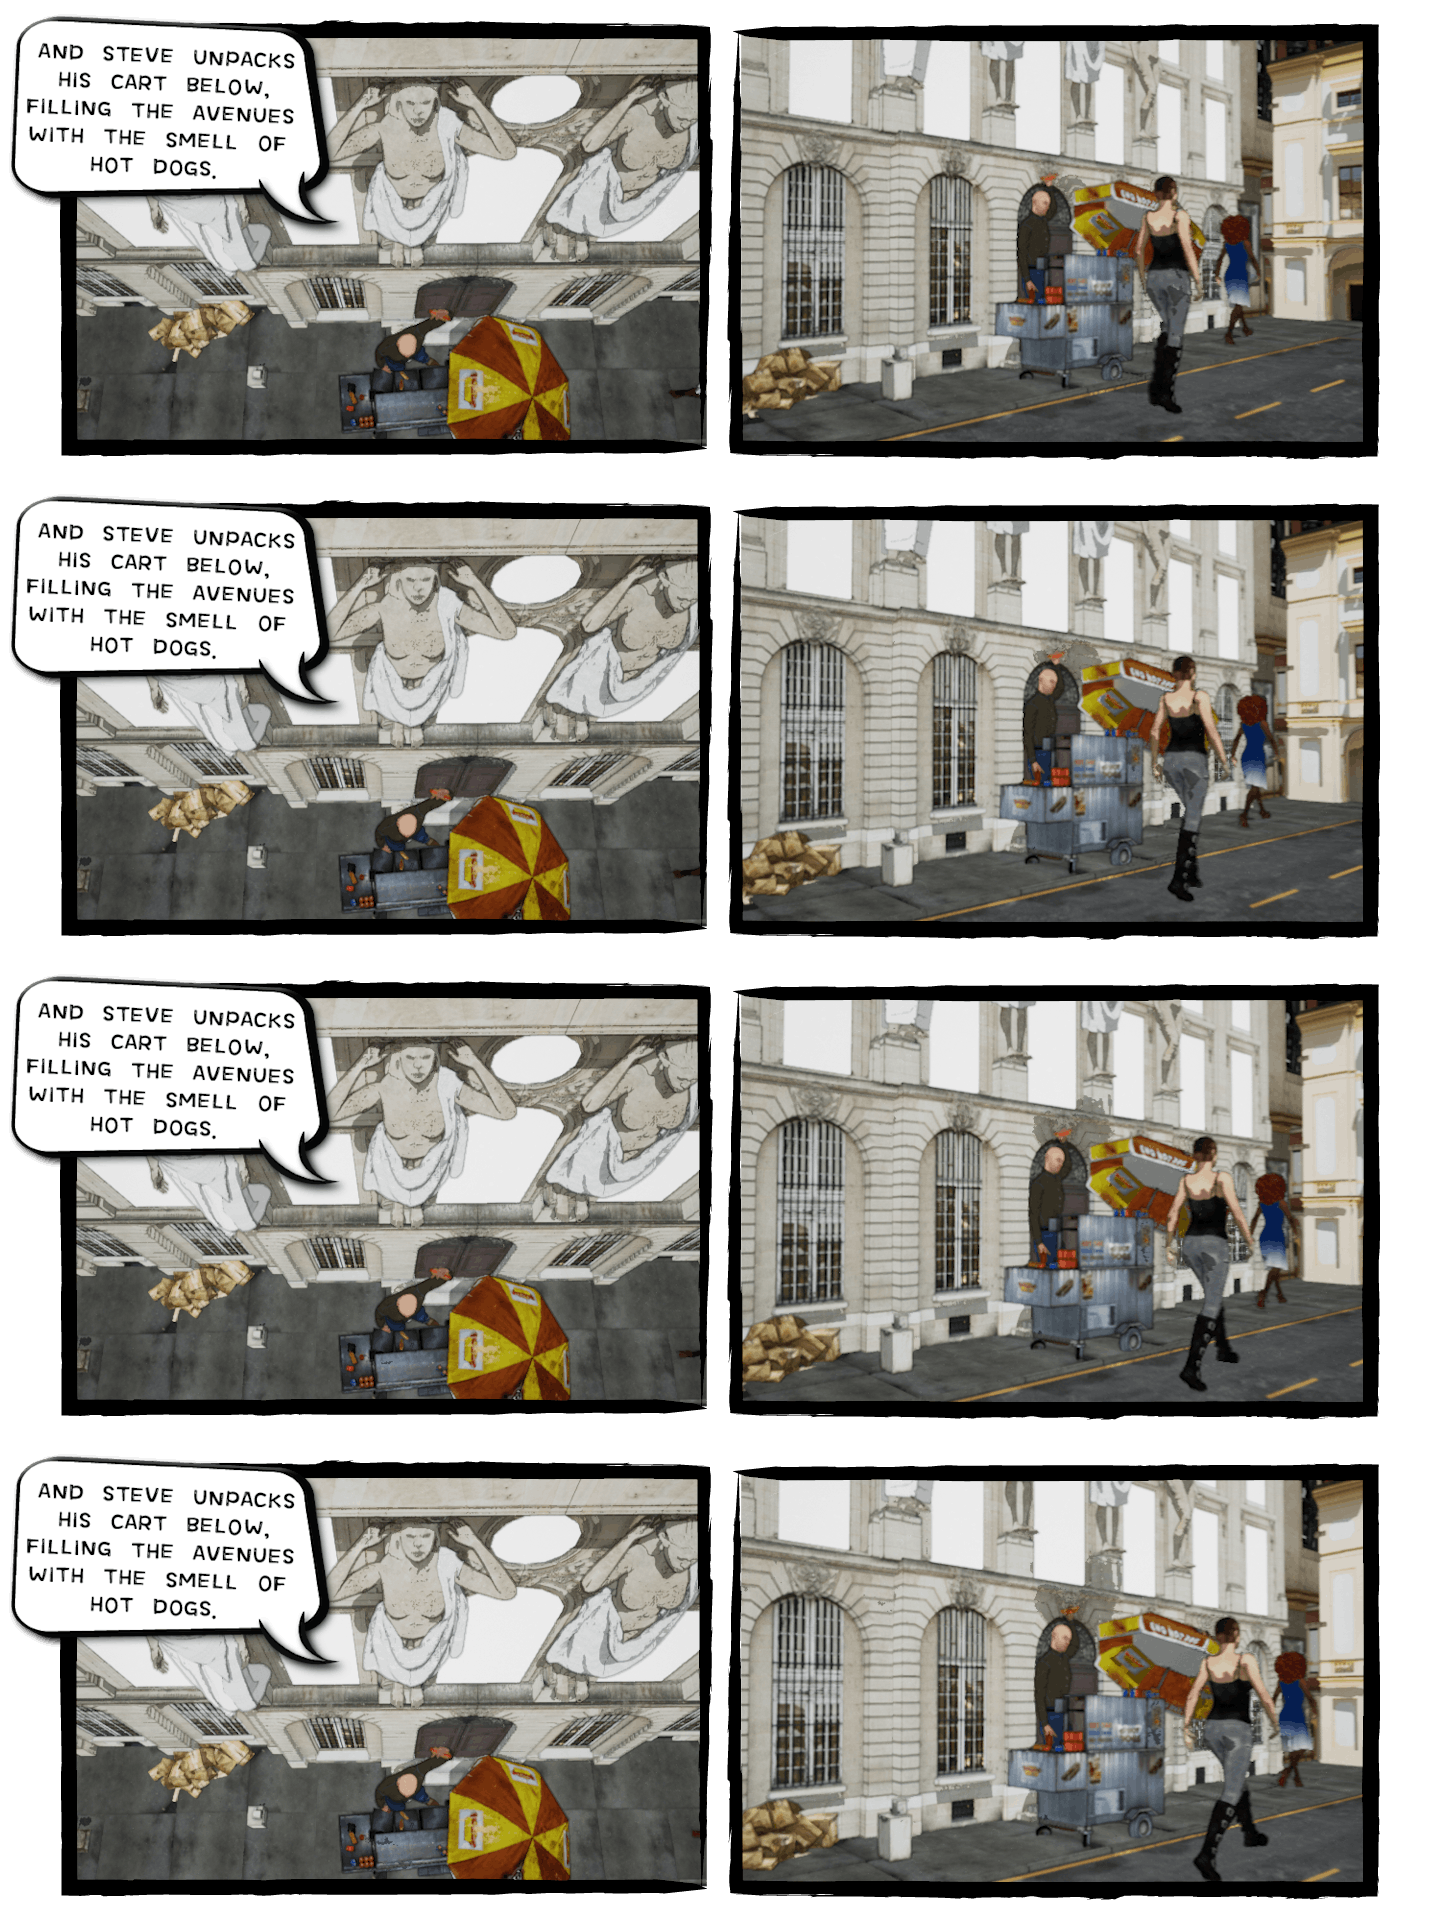 AND STEVE UNPACKS
HIS CART BELOW,
FILLING THE AVENUES
WITH THE SMELL OF
HOT DOGS.
AND STEVE UNPACKS
HIS CART BELOW,
FILLING THE AVENUES
WITH THE SMELL OF
HOT DOGS.
AND STEVE UNPACKS
HIS CART BELOW,
FILLING THE AVENUES
WITH THE SMELL OF
HOT DOGS.
AND STEVE UNPACKS
HIS CART BELOW,
FILLING THE AVENUES
WITH THE SMELL OF
HOT DOGS.